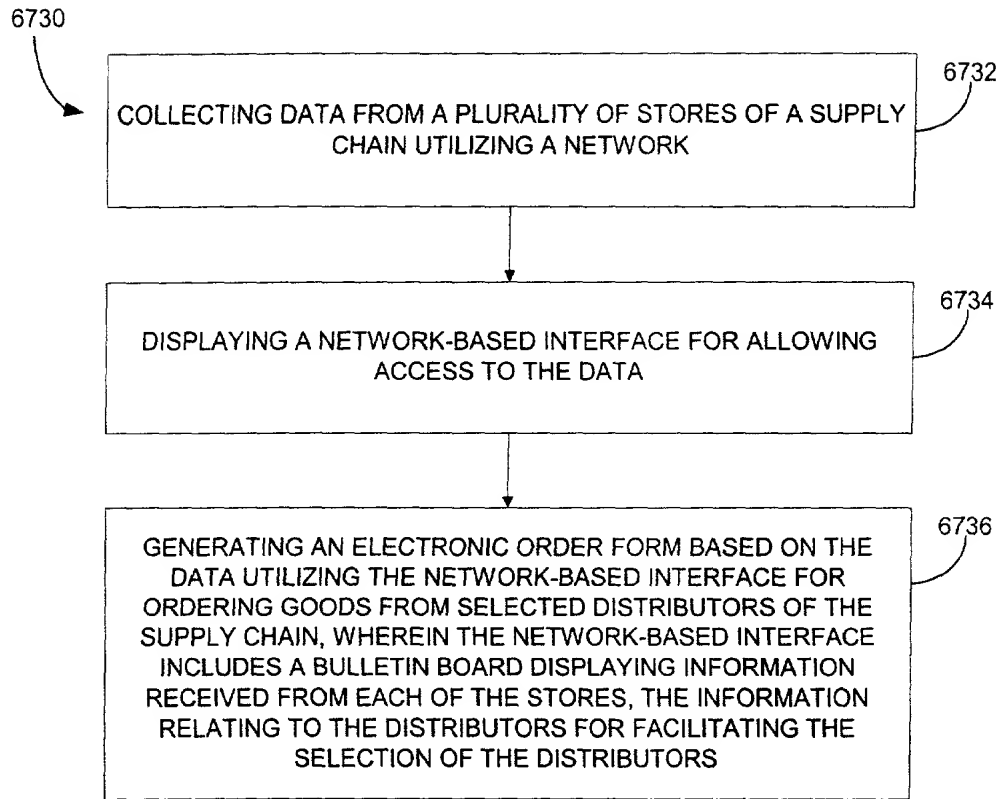 6730
6732
COLLECTING DATA FROM A PLURALITY OF STORES OF A SUPPLY
CHAIN UTILIZING A NETWORK
6734
DISPLAYING A NETWORK-BASED INTERFACE FOR ALLOWING
ACCESS TO THE DATA
6736
GENERATING AN ELECTRONIC ORDER FORM BASED ON THE
DATA UTILIZING THE NETWORK-BASED INTERFACE FOR
ORDERING GOODS FROM SELECTED DISTRIBUTORS OF THE
SUPPLY CHAIN, WHEREIN THE NETWORK-BASED INTERFACE
INCLUDES A BULLETIN BOARD DISPLAYING INFORMATION
RECEIVED FROM EACH OF THE STORES, THE INFORMATION
RELATING TO THE DISTRIBUTORS FOR FACILITATING THE
SELECTION OF THE DISTRIBUTORS